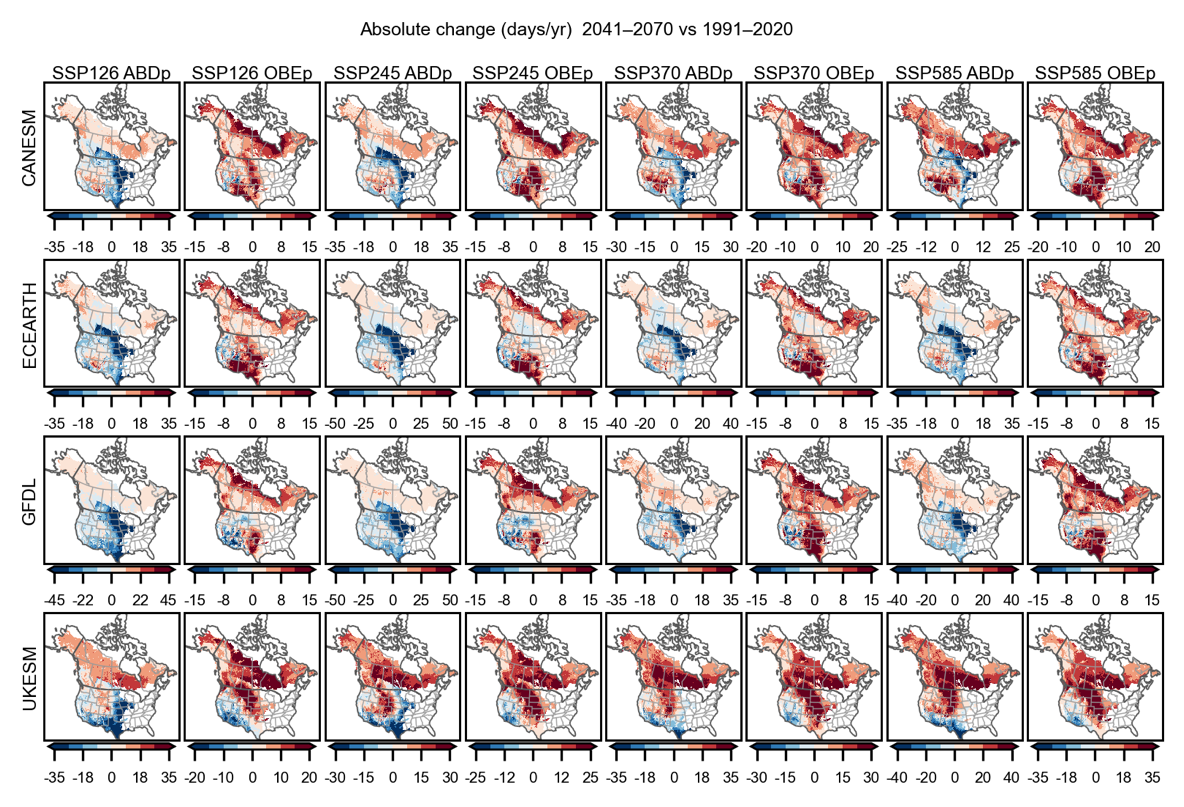 Absolute change (days/yr) 2041–2070 vs 1991–2020
SSP126 ABDp SSP126 OBEp SSP245 ABDp SSP245 OBEp SSP370 ABDp SSP370 OBEp SSP585 ABDp SSP585 OBEp
CANESM
-35 -18 0 18 35 -15 -8 0 8 15 -35 -18 0 18 35 -15 -8 0 8 15 -30 -15 0 15 30 -20 -10 0 10 20 -25 -12 0 12 25 -20 -10 0 10 20
ECEARTH
-35 -18 0 18 35 -15 -8 0 8 15 -50 -25 0 25 50 -15 -8 0 8 15 -40 -20 0 20 40 -15 -8 0 8 15 -35 -18 0 18 35 -15 -8 0 8 15
GFDL
-45 -22 0 22 45 -15 -8 0 8 15 -50 -25 0 25 50 -15 -8 0 8 15 -35 -18 0 18 35 -15 -8 0 8 15 -40 -20 0 20 40 -15 -8 0 8 15
UKESM
-35 -18 0 18 35 -20 -10 0 10 20 -30 -15 0 15 30 -25 -12 0 12 25 -35 -18 0 18 35 -30 -15 0 15 30 -40 -20 0 20 40 -35 -18 0 18 35